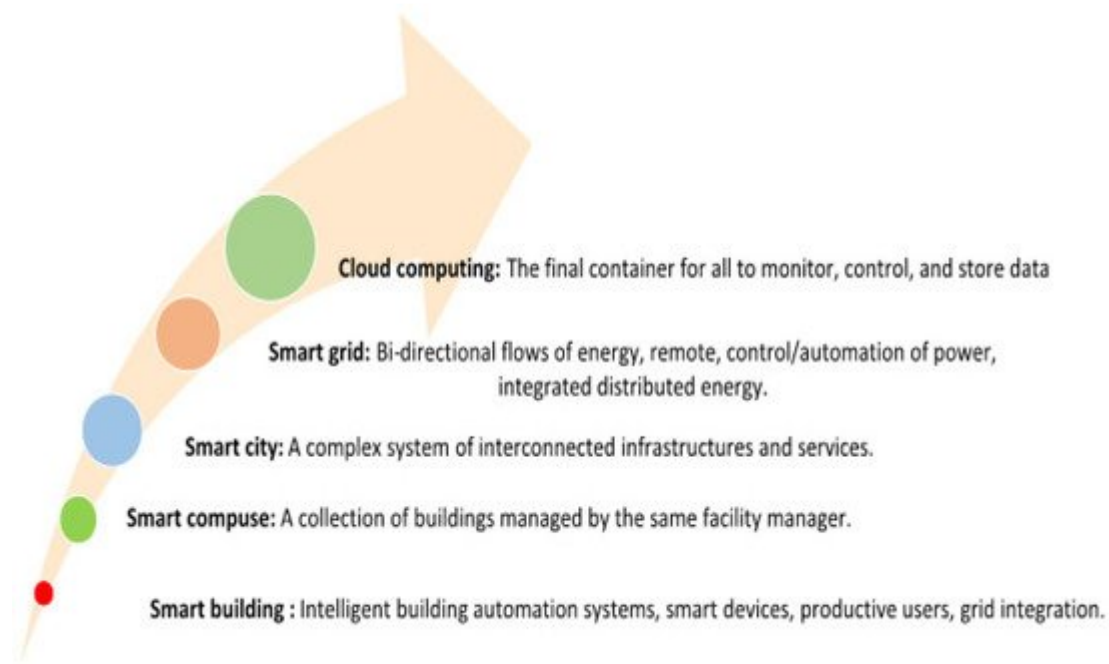 Cloud computing: The final container for all to monitor, control, and store data
Smart grid: Bi-directional flows of energy, remote, control/automation of power,
integrated distributed energy.
Smart city: A complex system of interconnected infrastructures and services.
Smart compuse: A collection of buildings managed by the same facility manager.
Smart building : Intelligent building automation systems, smart devices, productive users, grid integration.